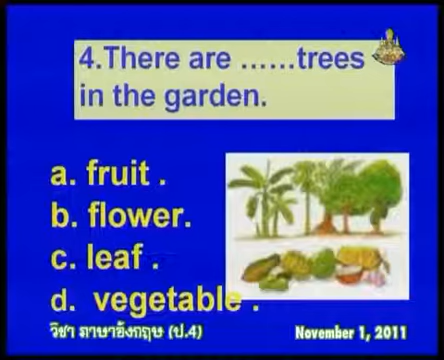 4.There are ......trees
in the garden.
a. fruit .
b. flower.
c. leaf .
d. vegetable .
วิชา ภาษาอังกฤษ (ป.4)
November 1, 2011